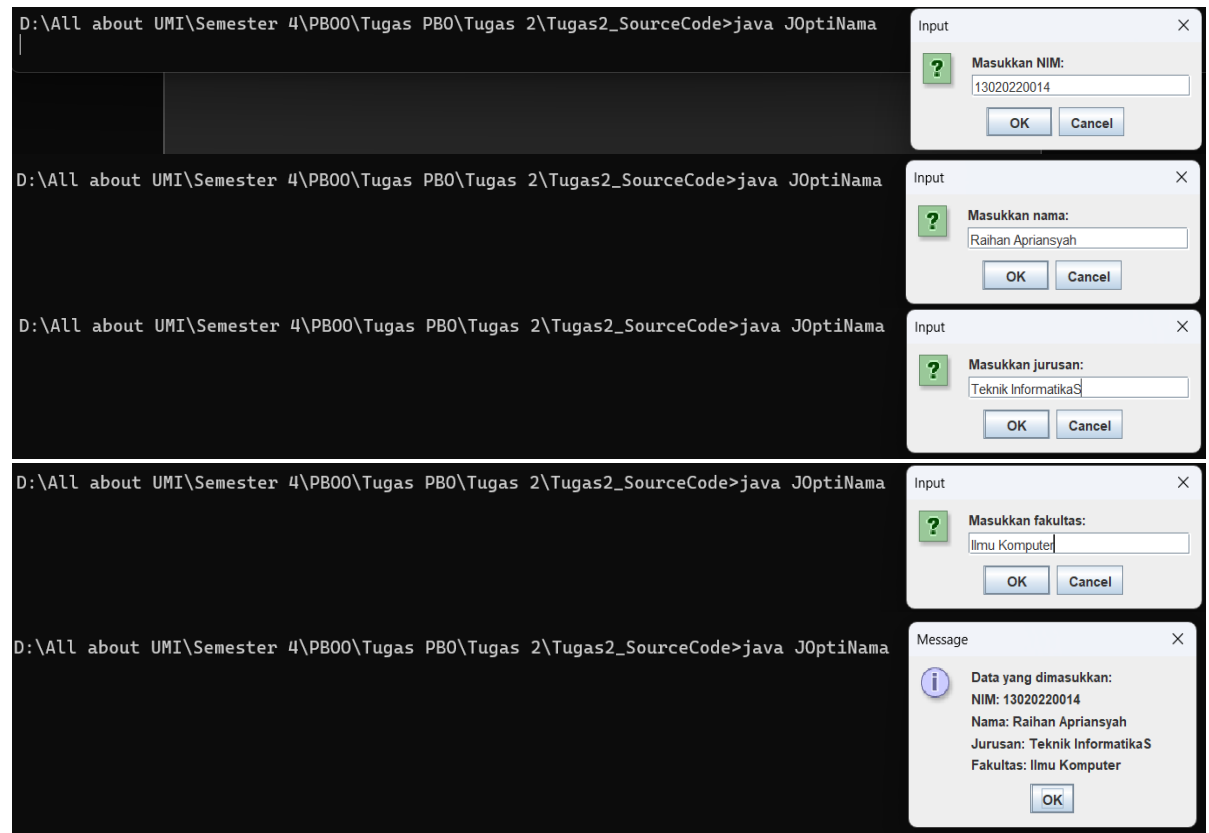 D:\All about UMI\Semester 4\PBOO\Tugas PBO\Tugas 2\Tugas2_SourceCode>java JOptiNama
Input
Masukkan NIM:
13020220014
OK Cancel
D:\All about UMI\Semester 4\PBOO\Tugas PBO\Tugas 2\Tugas2_SourceCode>java JOptiNama
Input
Masukkan nama:
Raihan Apriansyah
OK Cancel
D:\All about UMI\Semester 4\PBOO\Tugas PBO\Tugas 2\Tugas2_SourceCode>java JOptiNama
Input
Masukkan jurusan:
Teknik InformatikaS
OK Cancel
D:\All about UMI\Semester 4\PBOO\Tugas PBO\Tugas 2\Tugas2_SourceCode>java JOptiNama
Input
Masukkan fakultas:
Ilmu Komputer
OK Cancel
D:\All about UMI\Semester 4\PBOO\Tugas PBO\Tugas 2\Tugas2_SourceCode>java JOptiNama
Message
Data yang dimasukkan:
NIM: 13020220014
Nama: Raihan Apriansyah
Jurusan: Teknik InformatikaS
Fakultas: Ilmu Komputer
OK